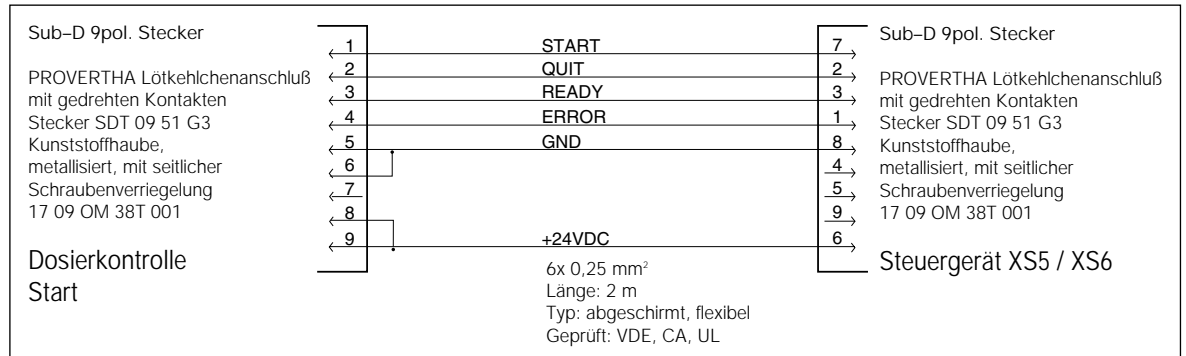 Sub–D 9pol. Stecker
PROVERTHA Lötkehlchenanschluß
mit gedrehten Kontakten
Stecker SDT 09 51 G3
Kunststoffhaube,
metallisiert, mit seitlicher
Schraubenverriegelung
17 09 OM 38T 001
Dosierkontrolle
Start
1 START 7
2 QUIT 2
3 READY 3
4 ERROR 1
5 GND 8
6 4
7 5
8 9
9 +24VDC 6
6x 0,25 mm²
Länge: 2 m
Typ: abgeschirmt, flexibel
Geprüft: VDE, CA, UL
Sub–D 9pol. Stecker
PROVERTHA Lötkehlchenanschluß
mit gedrehten Kontakten
Stecker SDT 09 51 G3
Kunststoffhaube,
metallisiert, mit seitlicher
Schraubenverriegelung
17 09 OM 38T 001
Steuergerät XS5 / XS6